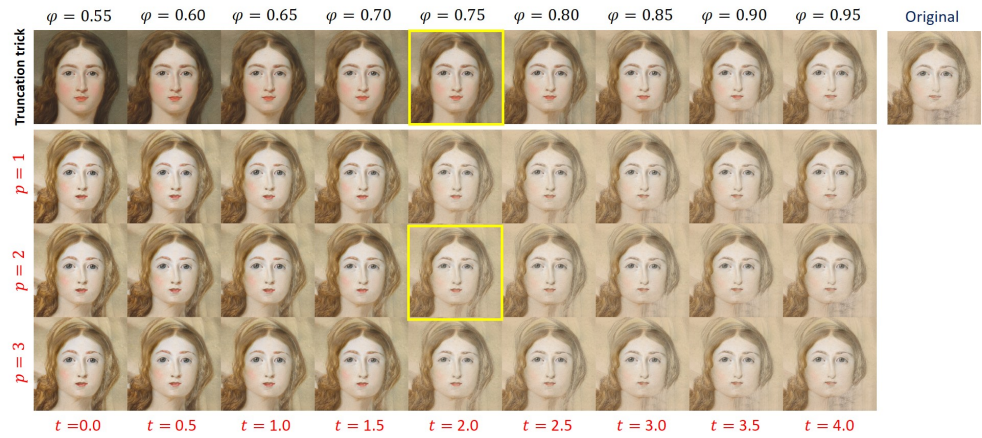 φ = 0.55 φ = 0.60 φ = 0.65 φ = 0.70 φ = 0.75 φ = 0.80 φ = 0.85 φ = 0.90 φ = 0.95 Original
Truncation trick
p = 1
p = 2
p = 3
t =0.0 t = 0.5 t = 1.0 t = 1.5 t = 2.0 t = 2.5 t = 3.0 t = 3.5 t = 4.0